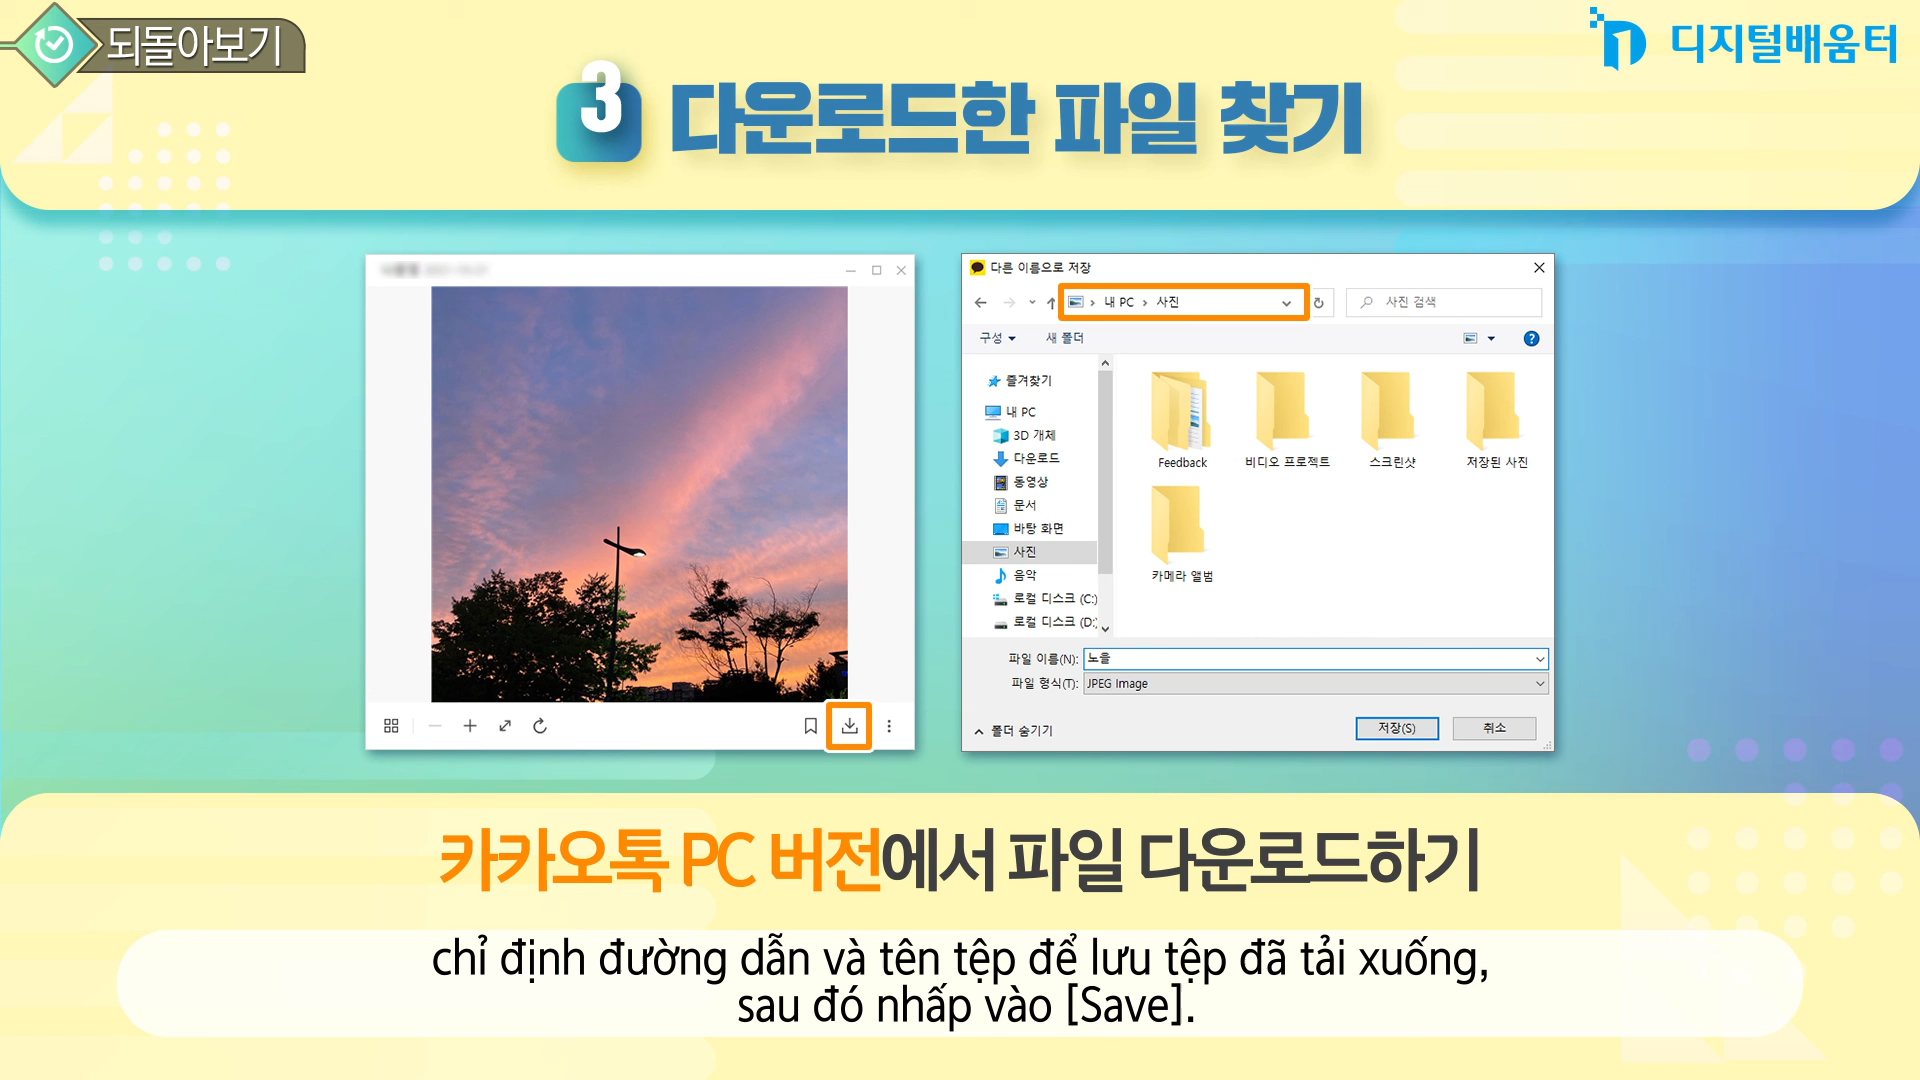 되돌아보기
디지털배움터
3 다운로드한 파일 찾기
다른 이름으로 저장
내 PC 사진
사진 검색
구성 새 폴더
즐겨찾기
내 PC
3D 개체
다운로드
동영상
문서
바탕 화면
사진
음악
로컬 디스크 (C:)
로컬 디스크 (D:)
Feedback
비디오 프로젝트
스크린샷
저장된 사진
카메라 앨범
파일 이름(N): 노을
파일 형식(T): JPEG Image
폴더 숨기기
저장(S)
취소
카카오톡 PC 버전에서 파일 다운로드하기
chỉ định đường dẫn và tên tệp để lưu tệp đã tải xuống,
sau đó nhấp vào [Save].